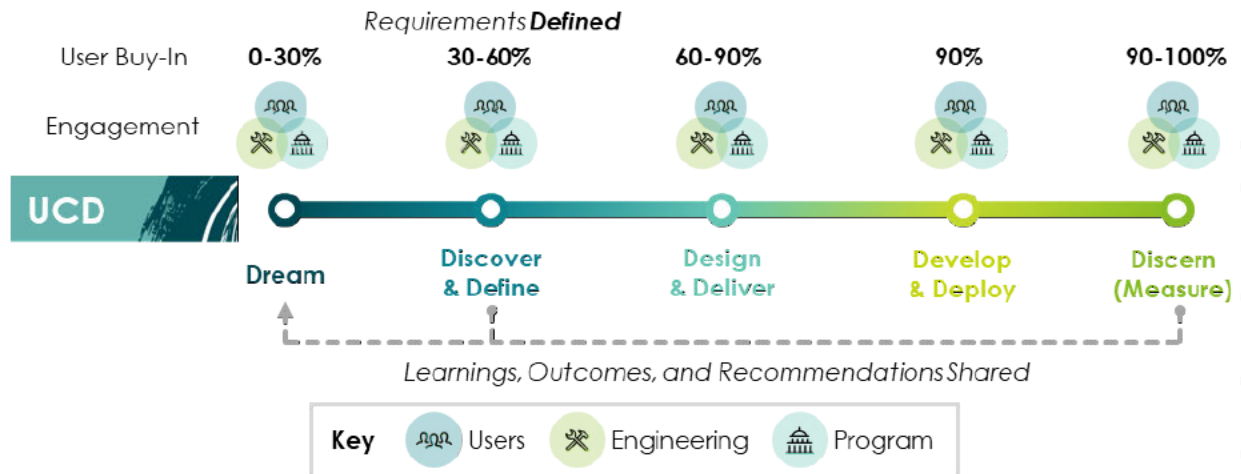 Requirements Defined
User Buy-In 0-30% 30-60% 60-90% 90% 90-100%
Engagement
UCD
Dream Discover & Define Design & Deliver Develop & Deploy Discern (Measure)
Learnings, Outcomes, and Recommendations Shared
Key Users Engineering Program